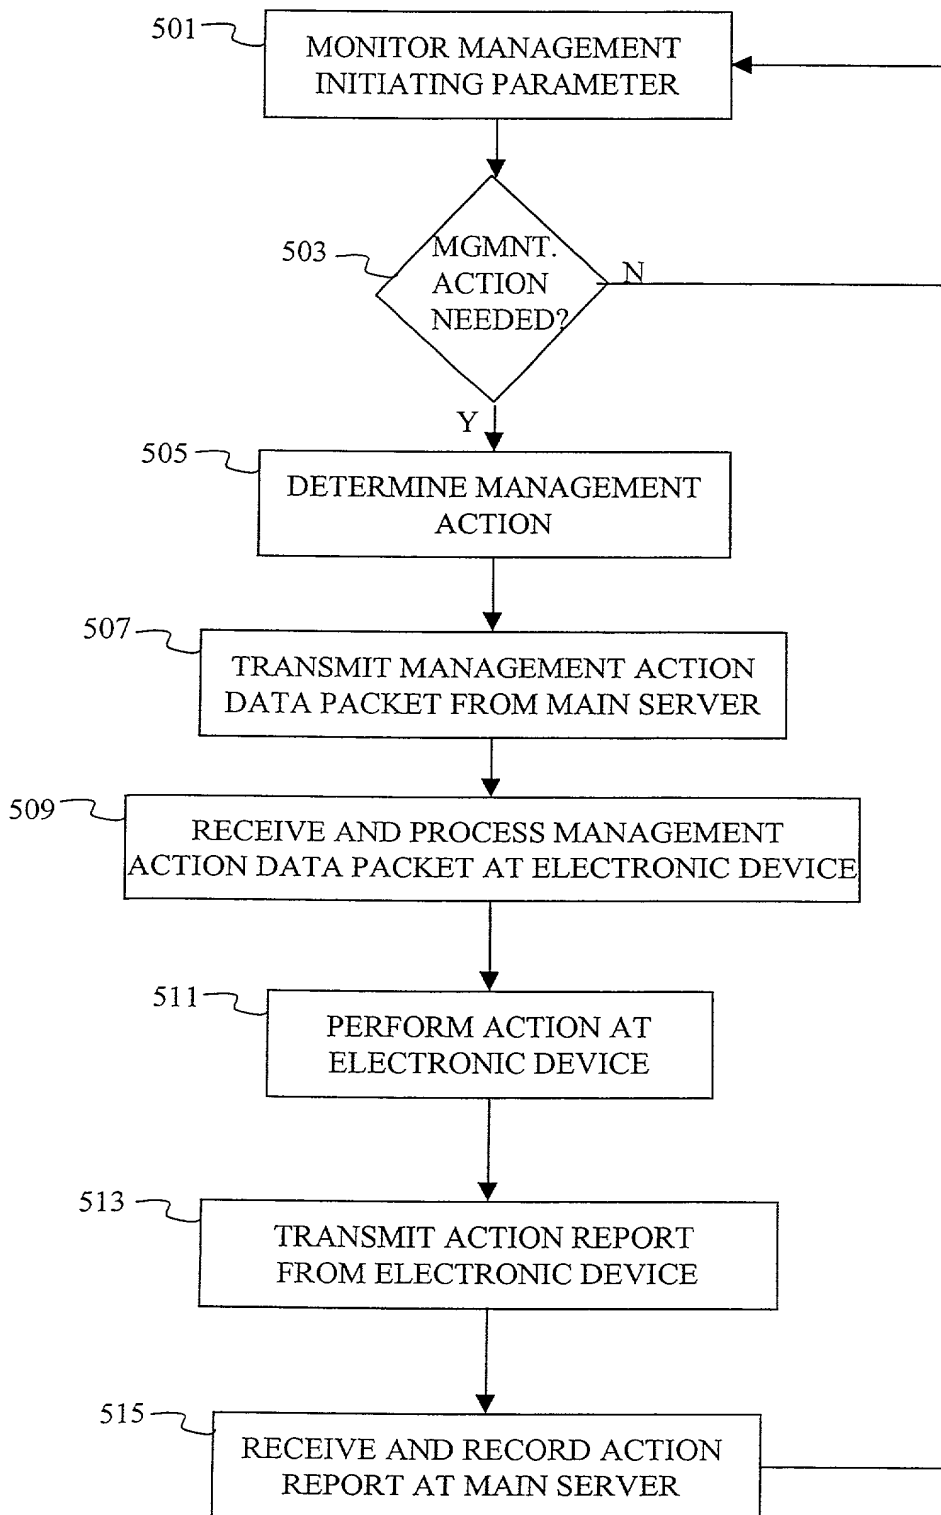 501
MONITOR MANAGEMENT
INITIATING PARAMETER
503
MGMNT.
ACTION
NEEDED?
N
Y
505
DETERMINE MANAGEMENT
ACTION
507
TRANSMIT MANAGEMENT ACTION
DATA PACKET FROM MAIN SERVER
509
RECEIVE AND PROCESS MANAGEMENT
ACTION DATA PACKET AT ELECTRONIC DEVICE
511
PERFORM ACTION AT
ELECTRONIC DEVICE
513
TRANSMIT ACTION REPORT
FROM ELECTRONIC DEVICE
515
RECEIVE AND RECORD ACTION
REPORT AT MAIN SERVER